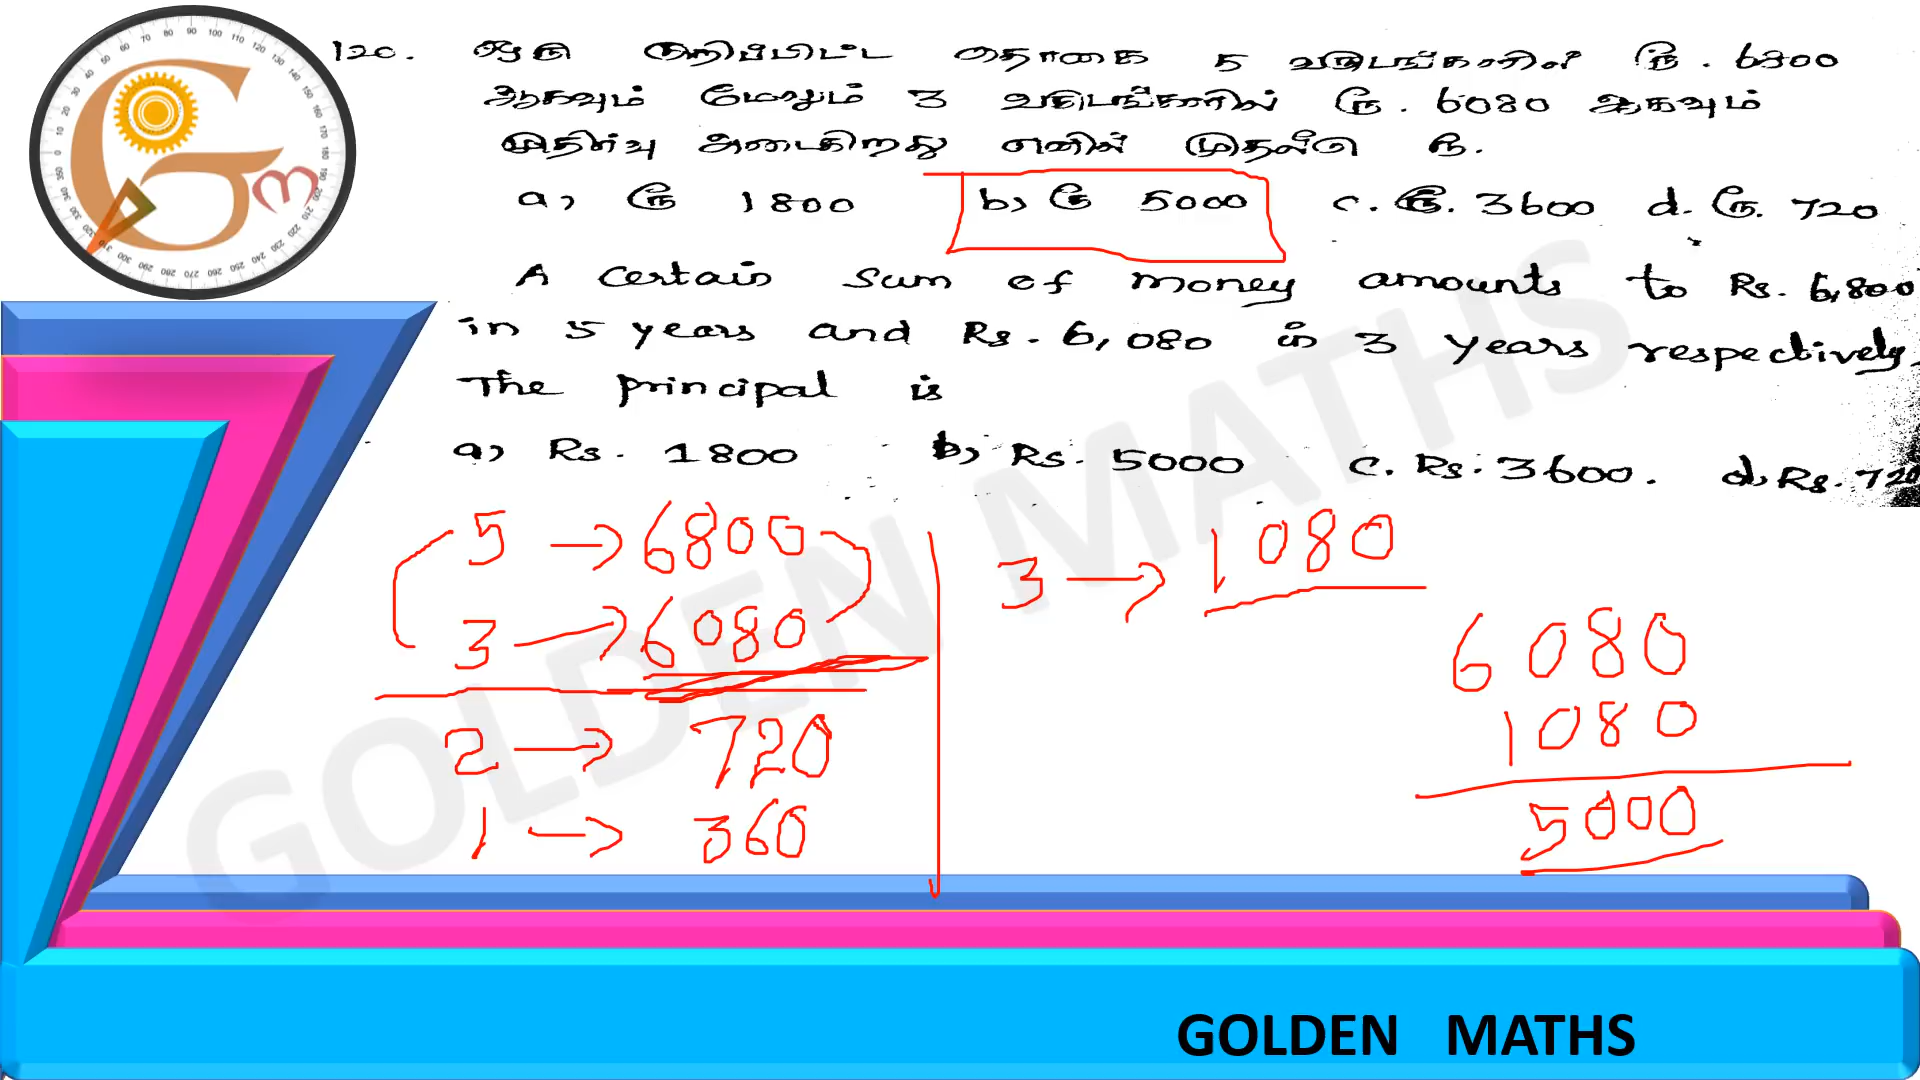 120. ஒரு குறிப்பிட்ட தொகை 5 வருடங்களில் ரூ. 6800
ஆகவும் மேலும் 3 வருடங்களில் ரூ. 6080 ஆகவும்
முதிர்வு அடைகிறது எனில் முதலீடு ரூ.
a) ரூ 1800 b) ரூ 5000 c. ரூ. 3600 d. ரூ. 720
A certain sum of money amounts to Rs. 6,800
in 5 years and Rs. 6,080 in 3 years respectively.
The principal is
a) Rs. 1800 b) Rs. 5000 c. Rs. 3600. d) Rs. 720
5 → 6800
3 → 6080
2 → 720
1 → 360
3 → 1080
6080
1080
5000
GOLDEN MATHS
GOLDEN MATHS